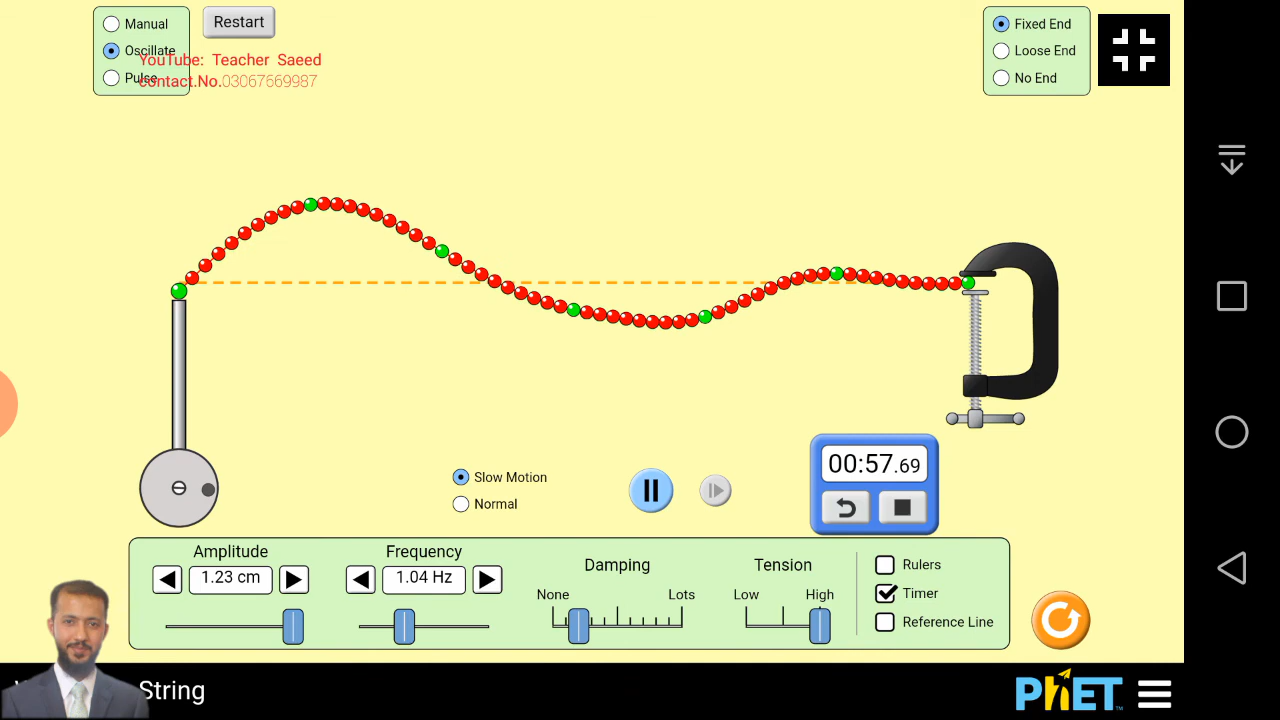 Manual
Oscillate
Pulse
Restart
YouTube: Teacher Saeed
contact.No.03067669987
Fixed End
Loose End
No End
Slow Motion
Normal
00:57.69
Amplitude
1.23 cm
Frequency
1.04 Hz
Damping
None
Lots
Tension
Low
High
Rulers
Timer
Reference Line
String
PhET